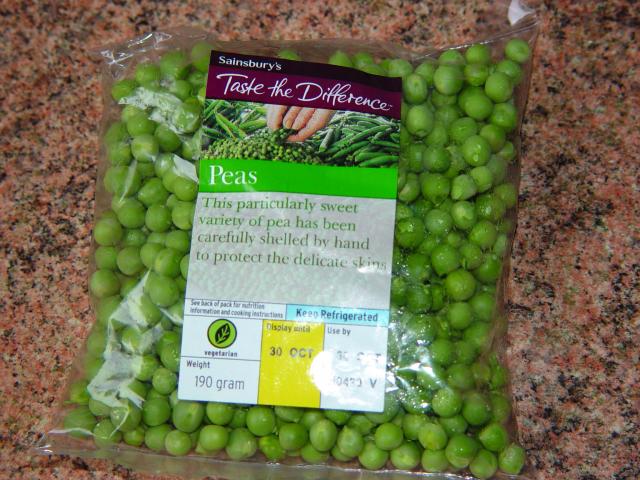 Sainsbury's
Taste the Difference
Peas
This particularly sweet
variety of pea has been
carefully shelled by hand
to protect the delicate skins
See back of pack for nutrition
information and cooking instructions
Keep Refrigerated
vegetarian
Display until
30 OCT
Use by
OCT
V
Weight
190 gram